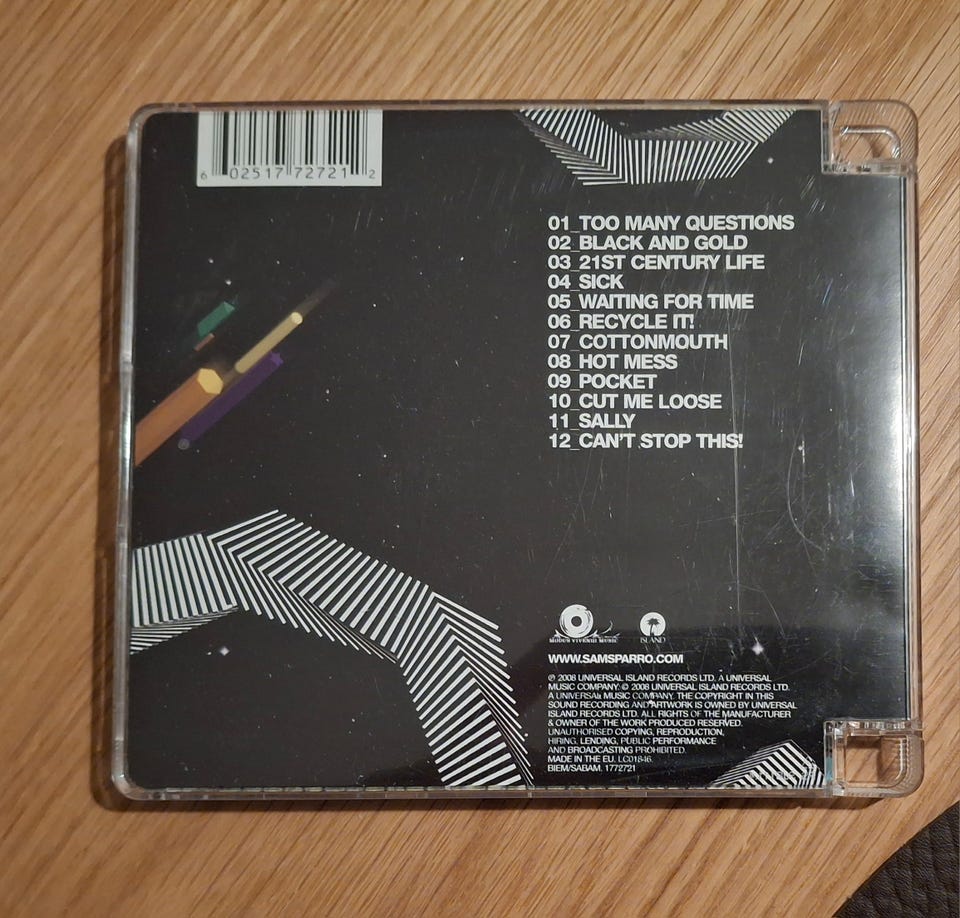 6 02517 72721 2
01_TOO MANY QUESTIONS
02_BLACK AND GOLD
03_21ST CENTURY LIFE
04_SICK
05_WAITING FOR TIME
06_RECYCLE IT!
07_COTTONMOUTH
08_HOT MESS
09_POCKET
10_CUT ME LOOSE
11_SALLY
12_CAN'T STOP THIS!
MODUS VIVENDI MUSIC
ISLAND
WWW.SAMSPARRO.COM
℗ 2008 UNIVERSAL ISLAND RECORDS LTD. A UNIVERSAL
MUSIC COMPANY. © 2008 UNIVERSAL ISLAND RECORDS LTD.
A UNIVERSAL MUSIC COMPANY. THE COPYRIGHT IN THIS
SOUND RECORDING AND ARTWORK IS OWNED BY UNIVERSAL
ISLAND RECORDS LTD. ALL RIGHTS OF THE MANUFACTURER
& OWNER OF THE WORK PRODUCED RESERVED.
UNAUTHORISED COPYING, REPRODUCTION,
HIRING, LENDING, PUBLIC PERFORMANCE
AND BROADCASTING PROHIBITED.
MADE IN THE EU. LC01846.
BIEM/SABAM. 1772721